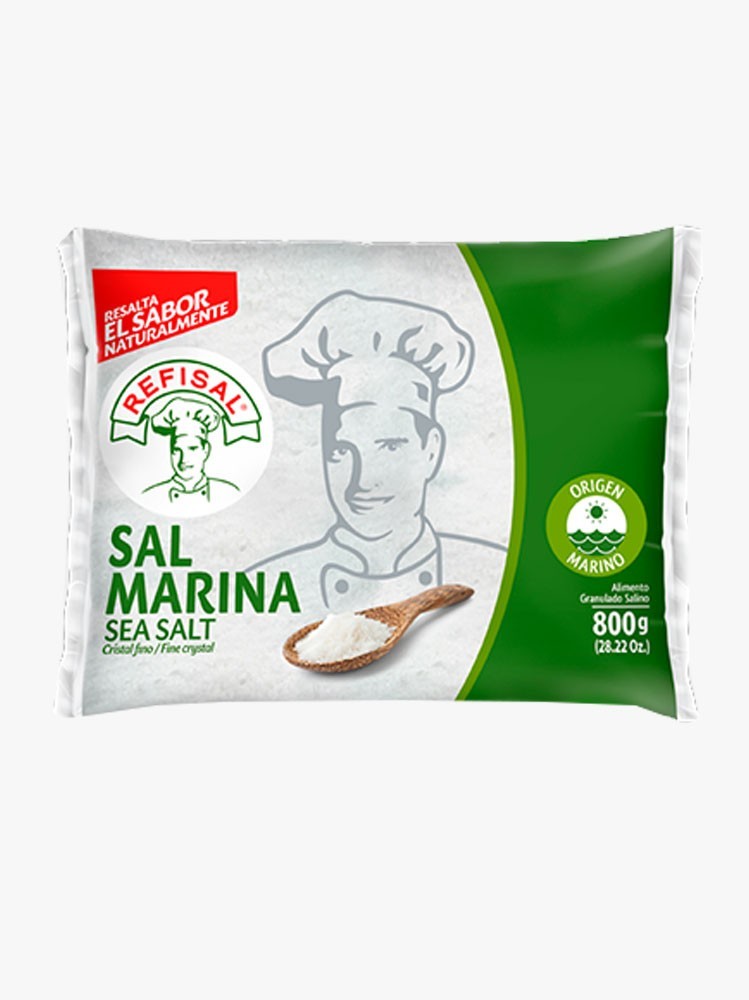 RESALTA
EL SABOR
NATURALMENTE
REFISAL®
SAL
MARINA
SEA SALT
Cristal fino / Fine crystal
ORIGEN
MARINO
Alimento
Granulado Salino
800g
(28.22 Oz.)